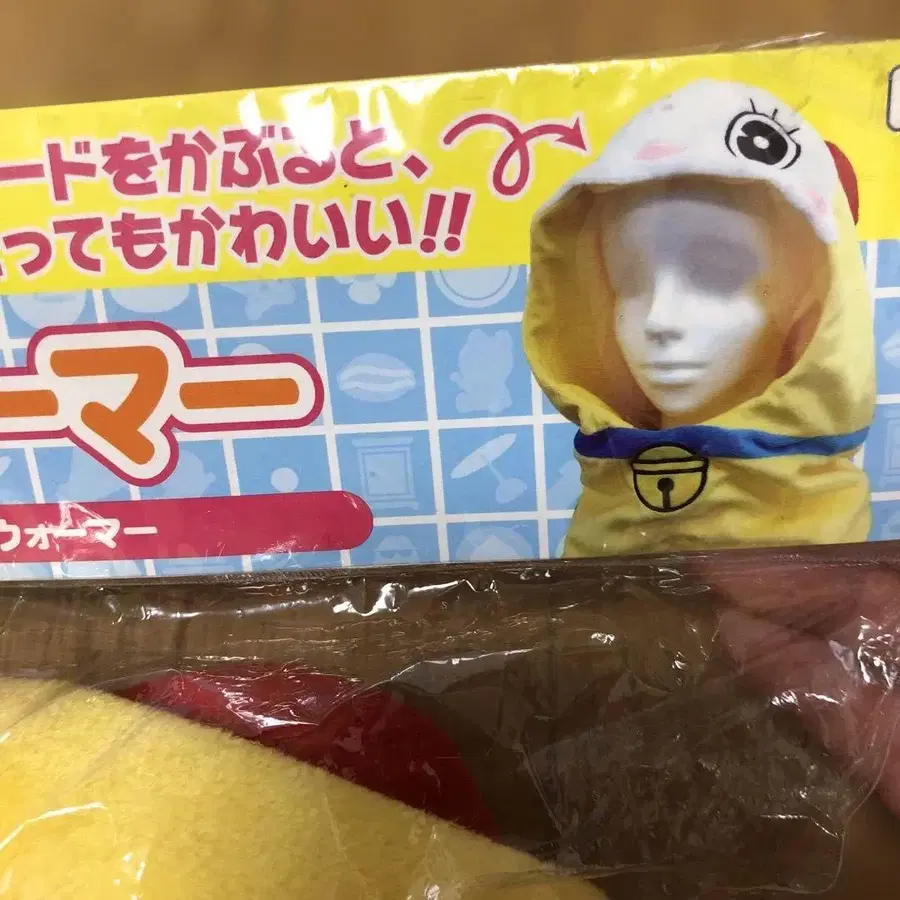 ードをかぶると、
ってもかわいい!!
ーマー
ウォーマー